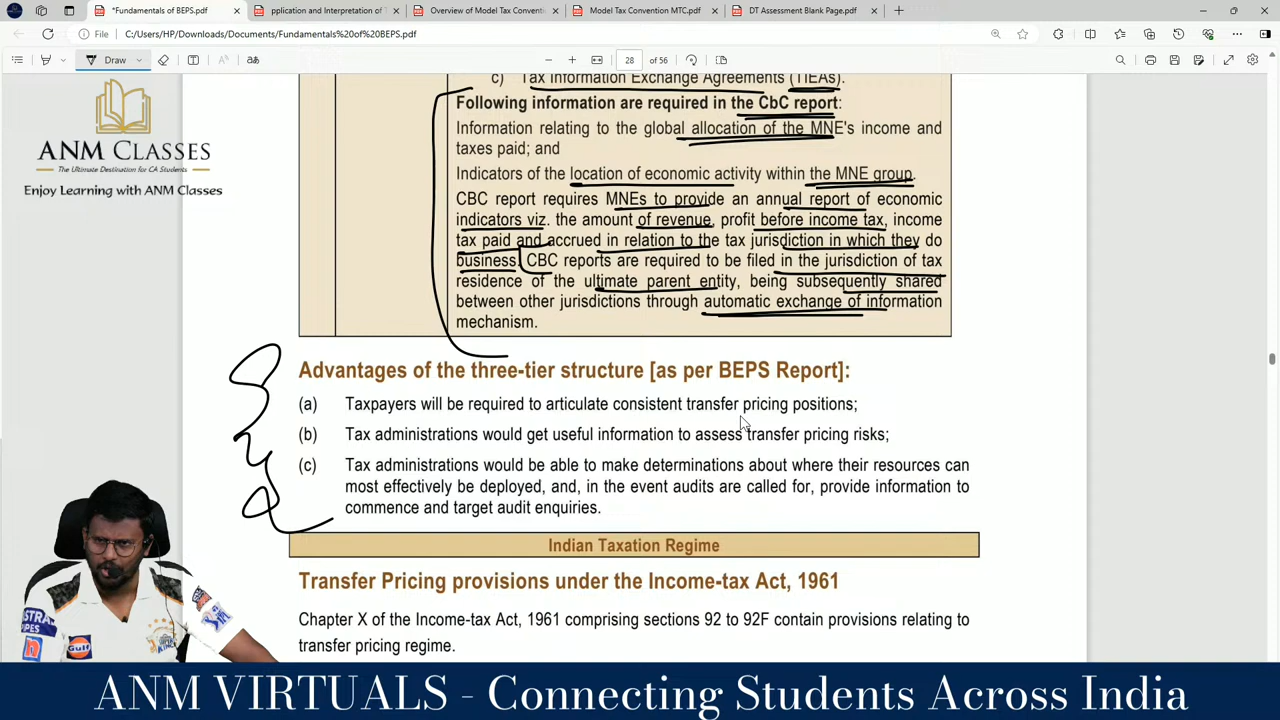 *Fundamentals of BEPS.pdf
pplication and Interpretation of T
Overview of Model Tax Conventi
Model Tax Convention MTC.pdf
DT Assessment Blank Page.pdf
File
C:/Users/HP/Downloads/Documents/Fundamentals%20of%20BEPS.pdf
Draw
28 of 56
ANM CLASSES
The Ultimate Destination for CA Students
Enjoy Learning with ANM Classes
c) Tax Information Exchange Agreements (TIEAs).
Following information are required in the CbC report:
Information relating to the global allocation of the MNE's income and
taxes paid; and
Indicators of the location of economic activity within the MNE group.
CBC report requires MNEs to provide an annual report of economic
indicators viz. the amount of revenue, profit before income tax, income
tax paid and accrued in relation to the tax jurisdiction in which they do
business. CBC reports are required to be filed in the jurisdiction of tax
residence of the ultimate parent entity, being subsequently shared
between other jurisdictions through automatic exchange of information
mechanism.
Advantages of the three-tier structure [as per BEPS Report]:
(a) Taxpayers will be required to articulate consistent transfer pricing positions;
(b) Tax administrations would get useful information to assess transfer pricing risks;
(c) Tax administrations would be able to make determinations about where their resources can
most effectively be deployed, and, in the event audits are called for, provide information to
commence and target audit enquiries.
Indian Taxation Regime
Transfer Pricing provisions under the Income-tax Act, 1961
Chapter X of the Income-tax Act, 1961 comprising sections 92 to 92F contain provisions relating to
transfer pricing regime.
Gulf
ANM VIRTUALS - Connecting Students Across India